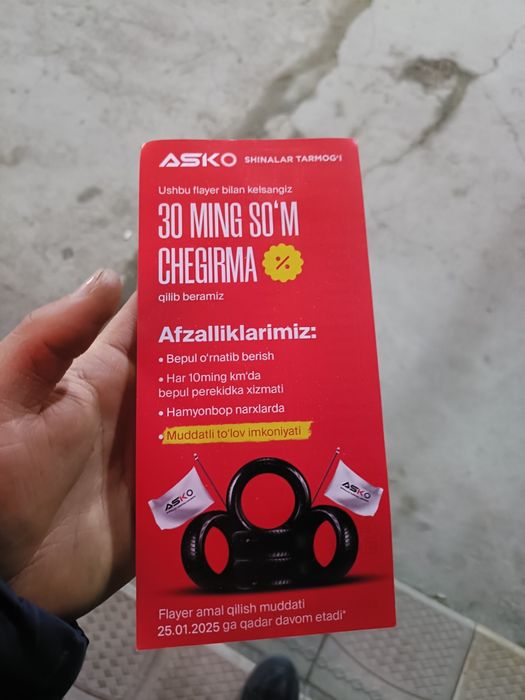 ASKO SHINALAR TARMOG'I
Ushbu flayer bilan kelsangiz
30 MING SO'M
CHEGIRMA %
qilib beramiz
Afzalliklarimiz:
• Bepul o'rnatib berish
• Har 10ming km'da
bepul perekidka xizmati
• Hamyonbop narxlarda
• Muddatli to'lov imkoniyati
ASKO
ASKO
Flayer amal qilish muddati
25.01.2025 ga qadar davom etadi*